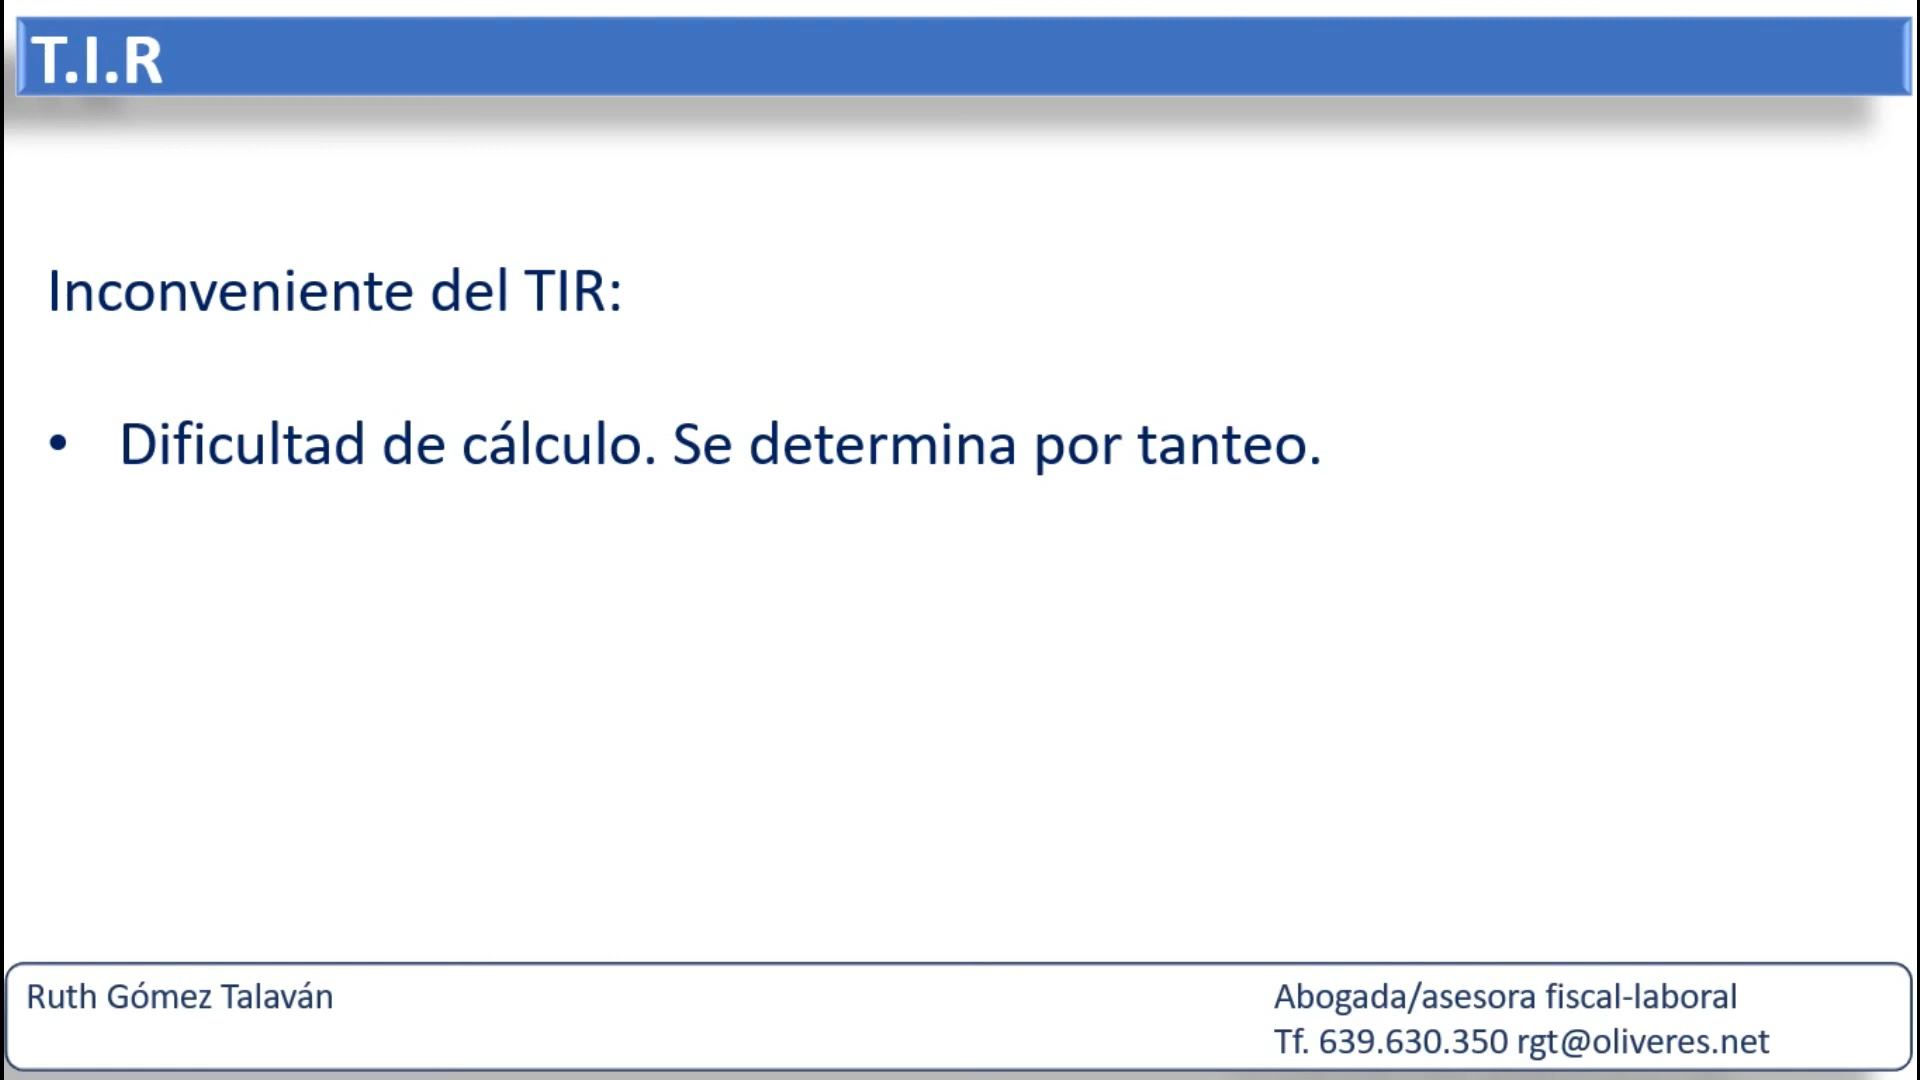 T.I.R
Inconveniente del TIR:
• Dificultad de cálculo. Se determina por tanteo.
Ruth Gómez Talaván
Abogada/asesora fiscal-laboral
Tf. 639.630.350 rgt@oliveres.net